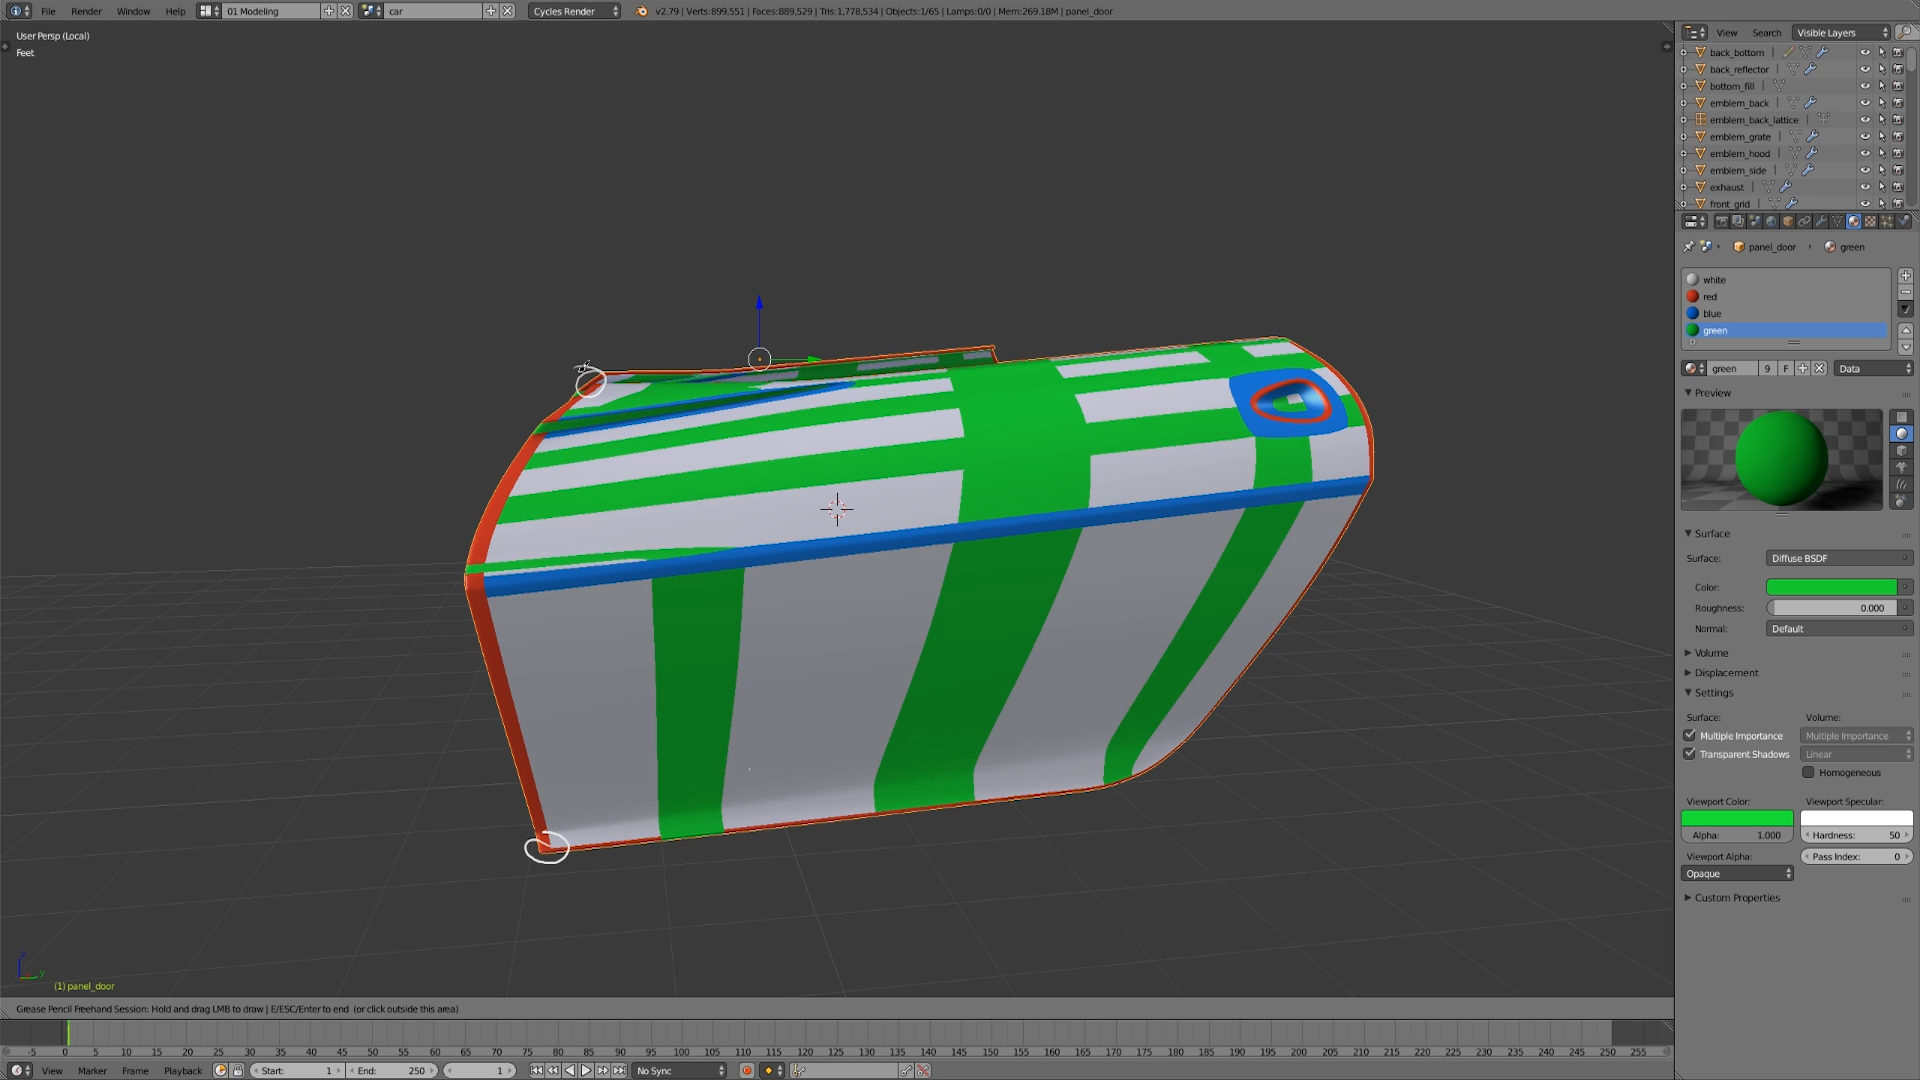 File Render Window Help 01 Modeling car Cycles Render v2.79 | Verts:899,551 | Faces:889,529 | Tris:1,778,534 | Objects:1/65 | Lamps:0/0 | Mem:269.18M | panel_door
User Persp (Local)
Feet
View Search Visible Layers
back_bottom
back_reflector
bottom_fill
emblem_back
emblem_back_lattice
emblem_grate
emblem_hood
emblem_side
exhaust
front_grid
panel_door green
white
red
blue
green
green 9 F Data
Preview
Surface
Surface: Diffuse BSDF
Color:
Roughness: 0.000
Normal: Default
Volume
Displacement
Settings
Surface: Volume:
Multiple Importance Multiple Importance
Transparent Shadows Linear
Homogeneous
Viewport Color: Viewport Specular:
Alpha: 1.000 Hardness: 50
Viewport Alpha: Pass Index: 0
Opaque
Custom Properties
z
y
(1) panel_door
Grease Pencil Freehand Session: Hold and drag LMB to draw | E/ESC/Enter to end (or click outside this area)
-5 0 5 10 15 20 25 30 35 40 45 50 55 60 65 70 75 80 85 90 95 100 105 110 115 120 125 130 135 140 145 150 155 160 165 170 175 180 185 190 195 200 205 210 215 220 225 230 235 240 245 250 255
View Marker Frame Playback Start: 1 End: 250 1 No Sync